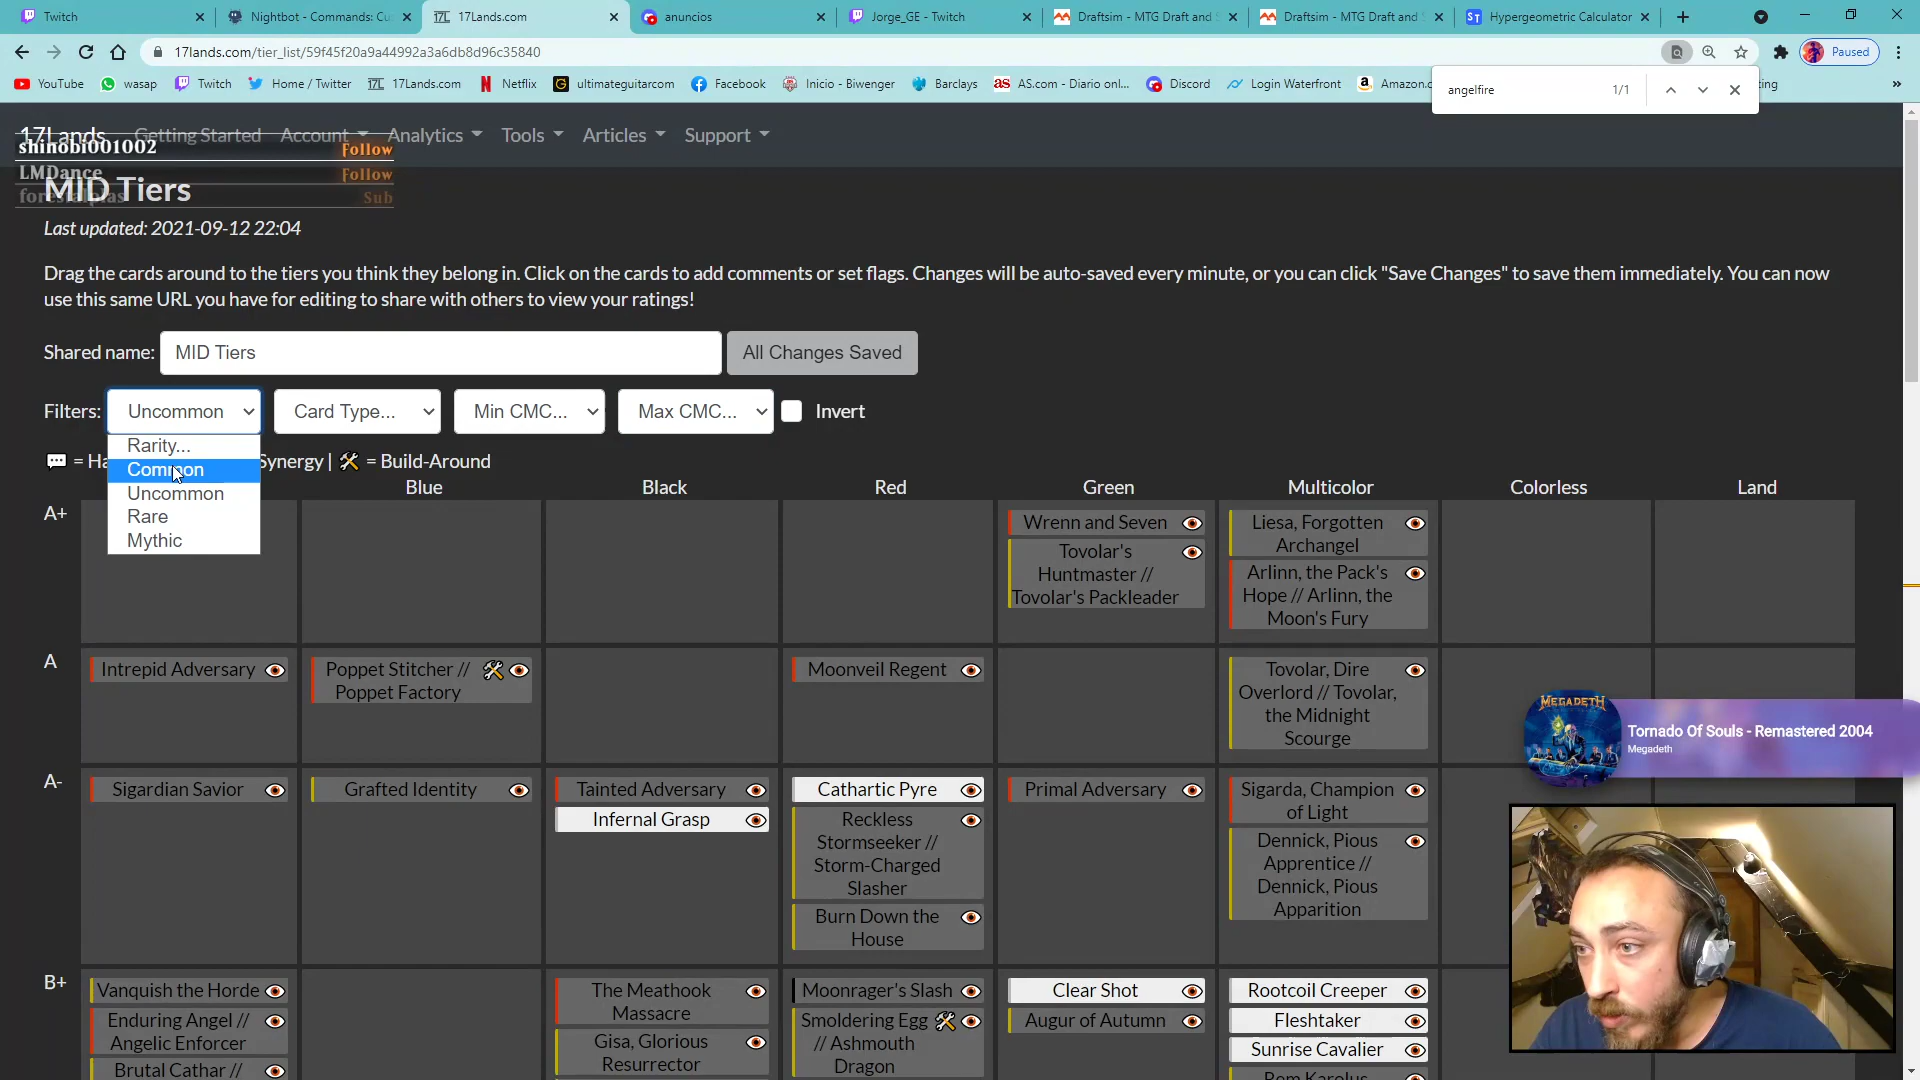 Twitch
Nightbot - Commands: Cu
17Lands.com
anuncios
Jorge_GE - Twitch
Draftsim - MTG Draft and
Draftsim - MTG Draft and
Hypergeometric Calculator
17lands.com/tier_list/59f45f20a9a44992a3a6db8d96c35840
Paused
YouTube
wasap
Twitch
Home / Twitter
17Lands.com
Netflix
ultimateguitarcom
Facebook
Inicio - Biwenger
Barclays
AS.com - Diario onl...
Discord
Login Waterfront
Amazon.c
angelfire
1/1
17Lands
Getting Started
Account
Analytics
Tools
Articles
Support
shinobi001002 Follow
LMDance Follow
forestalplas Sub
MID Tiers
Last updated: 2021-09-12 22:04
Drag the cards around to the tiers you think they belong in. Click on the cards to add comments or set flags. Changes will be auto-saved every minute, or you can click "Save Changes" to save them immediately. You can now
use this same URL you have for editing to share with others to view your ratings!
Shared name: MID Tiers All Changes Saved
Filters: Uncommon Card Type... Min CMC... Max CMC... Invert
Rarity...
Common
Uncommon
Rare
Mythic
= Ha Synergy | = Build-Around
Blue Black Red Green Multicolor Colorless Land
A+
Wrenn and Seven
Tovolar's
Huntmaster //
Tovolar's Packleader
Liesa, Forgotten
Archangel
Arlinn, the Pack's
Hope // Arlinn, the
Moon's Fury
A
Intrepid Adversary
Poppet Stitcher //
Poppet Factory
Moonveil Regent
Tovolar, Dire
Overlord // Tovolar,
the Midnight
Scourge
A-
Sigardian Savior
Grafted Identity
Tainted Adversary
Infernal Grasp
Cathartic Pyre
Reckless
Stormseeker //
Storm-Charged
Slasher
Burn Down the
House
Primal Adversary
Sigarda, Champion
of Light
Dennick, Pious
Apprentice //
Dennick, Pious
Apparition
B+
Vanquish the Horde
Enduring Angel //
Angelic Enforcer
Brutal Cathar //
The Meathook
Massacre
Gisa, Glorious
Resurrector
Moonrager's Slash
Smoldering Egg
// Ashmouth
Dragon
Clear Shot
Augur of Autumn
Rootcoil Creeper
Fleshtaker
Sunrise Cavalier
Rem Karolus
MEGADETH
Tornado Of Souls - Remastered 2004
Megadeth